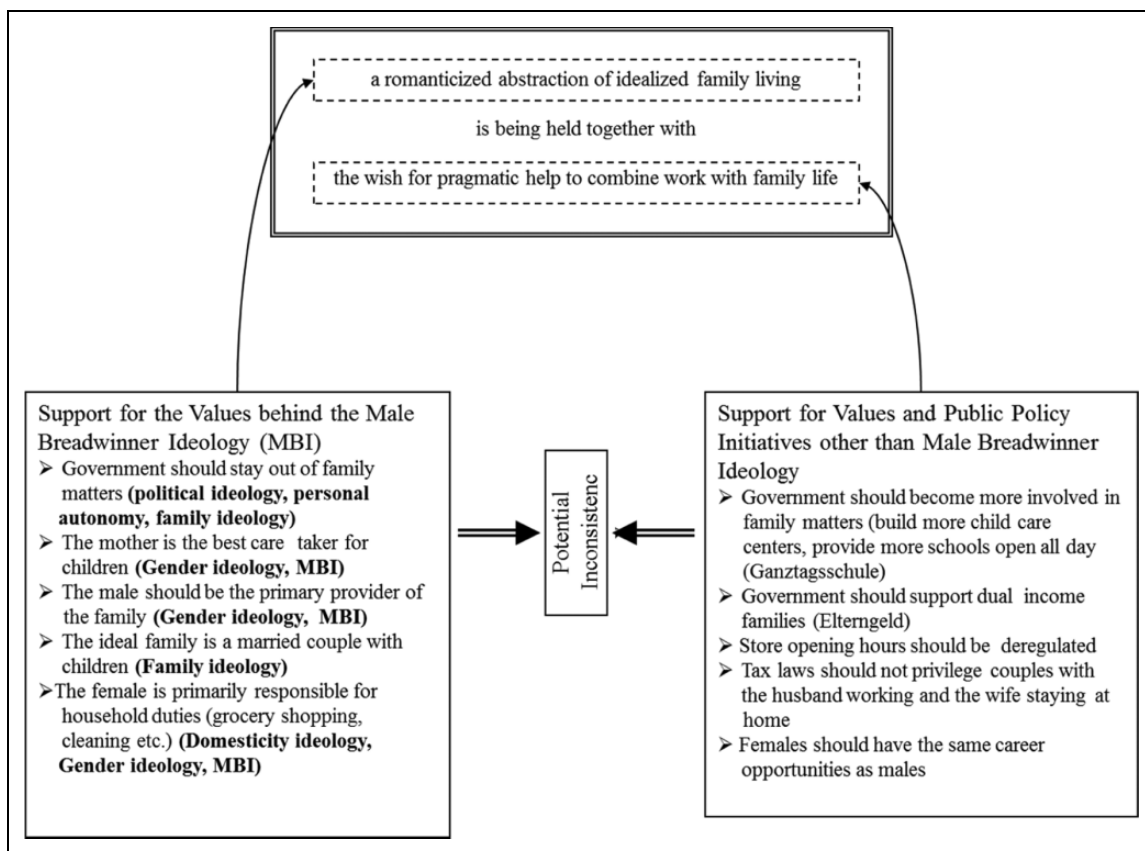 a romanticized abstraction of idealized family living
is being held together with
the wish for pragmatic help to combine work with family life
Support for the Values behind the Male
Breadwinner Ideology (MBI)
➢ Government should stay out of family
matters (political ideology, personal
autonomy, family ideology)
➢ The mother is the best care taker for
children (Gender ideology, MBI)
➢ The male should be the primary provider of
the family (Gender ideology, MBI)
➢ The ideal family is a married couple with
children (Family ideology)
➢The female is primarily responsible for
household duties (grocery shopping,
cleaning etc.) (Domesticity ideology,
Gender ideology, MBI)
Potential
Inconsistenc
Support for Values and Public Policy
Initiatives other than Male Breadwinner
Ideology
➢ Government should become more involved in
family matters (build more child care
centers, provide more schools open all day
(Ganztagsschule)
➢ Government should support dual income
families (Elterngeld)
➢ Store opening hours should be deregulated
➢ Tax laws should not privilege couples with
the husband working and the wife staying at
home
➢ Females should have the same career
opportunities as males